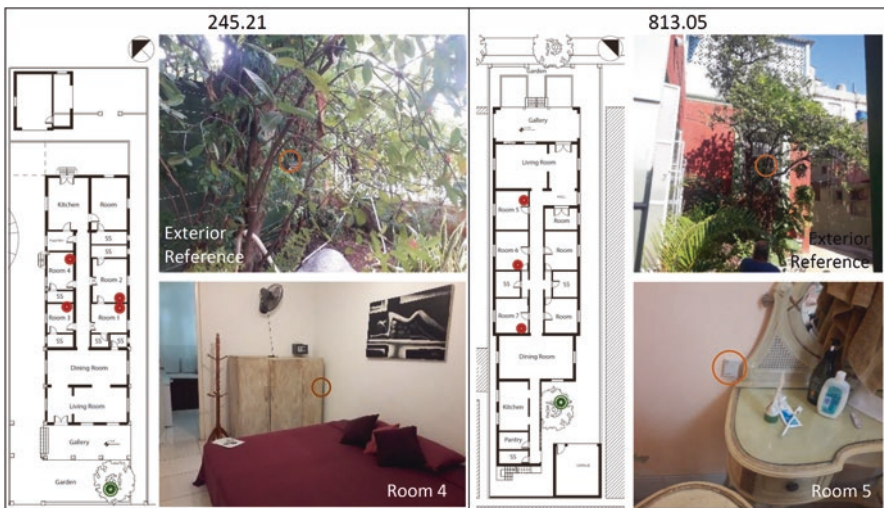 245.21
Kitchen
Room
SS
SS
Room 4
Room 2
SS
Room 3
Room 1
SS
SS
SS
Dining Room
Living Room
Gallery
Garden
Exterior
Reference
Room 4
813.05
Garden
Gallery
Living Room
Room 5
Room
Room 6
Room
SS
SS
Room 7
Room
Dining Room
Kitchen
Pantry
SS
Exterior
Reference
Room 5